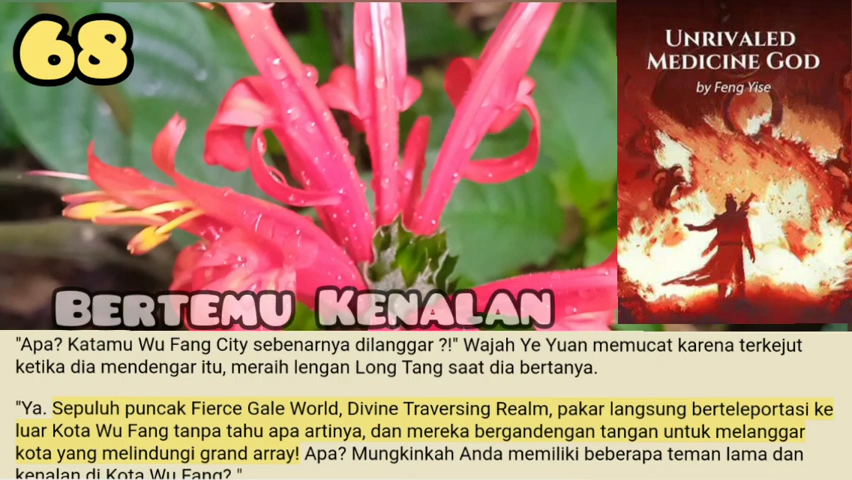 68
UNRIVALED
MEDICINE GOD
by Feng Yise
BERTEMU KENALAN
"Apa? Katamu Wu Fang City sebenarnya dilanggar ?!" Wajah Ye Yuan memucat karena terkejut
ketika dia mendengar itu, meraih lengan Long Tang saat dia bertanya.
"Ya. Sepuluh puncak Fierce Gale World, Divine Traversing Realm, pakar langsung berteleportasi ke
luar Kota Wu Fang tanpa tahu apa artinya, dan mereka bergandengan tangan untuk melanggar
kota yang melindungi grand array! Apa? Mungkinkah Anda memiliki beberapa teman lama dan
kenalan di Kota Wu Fang? "